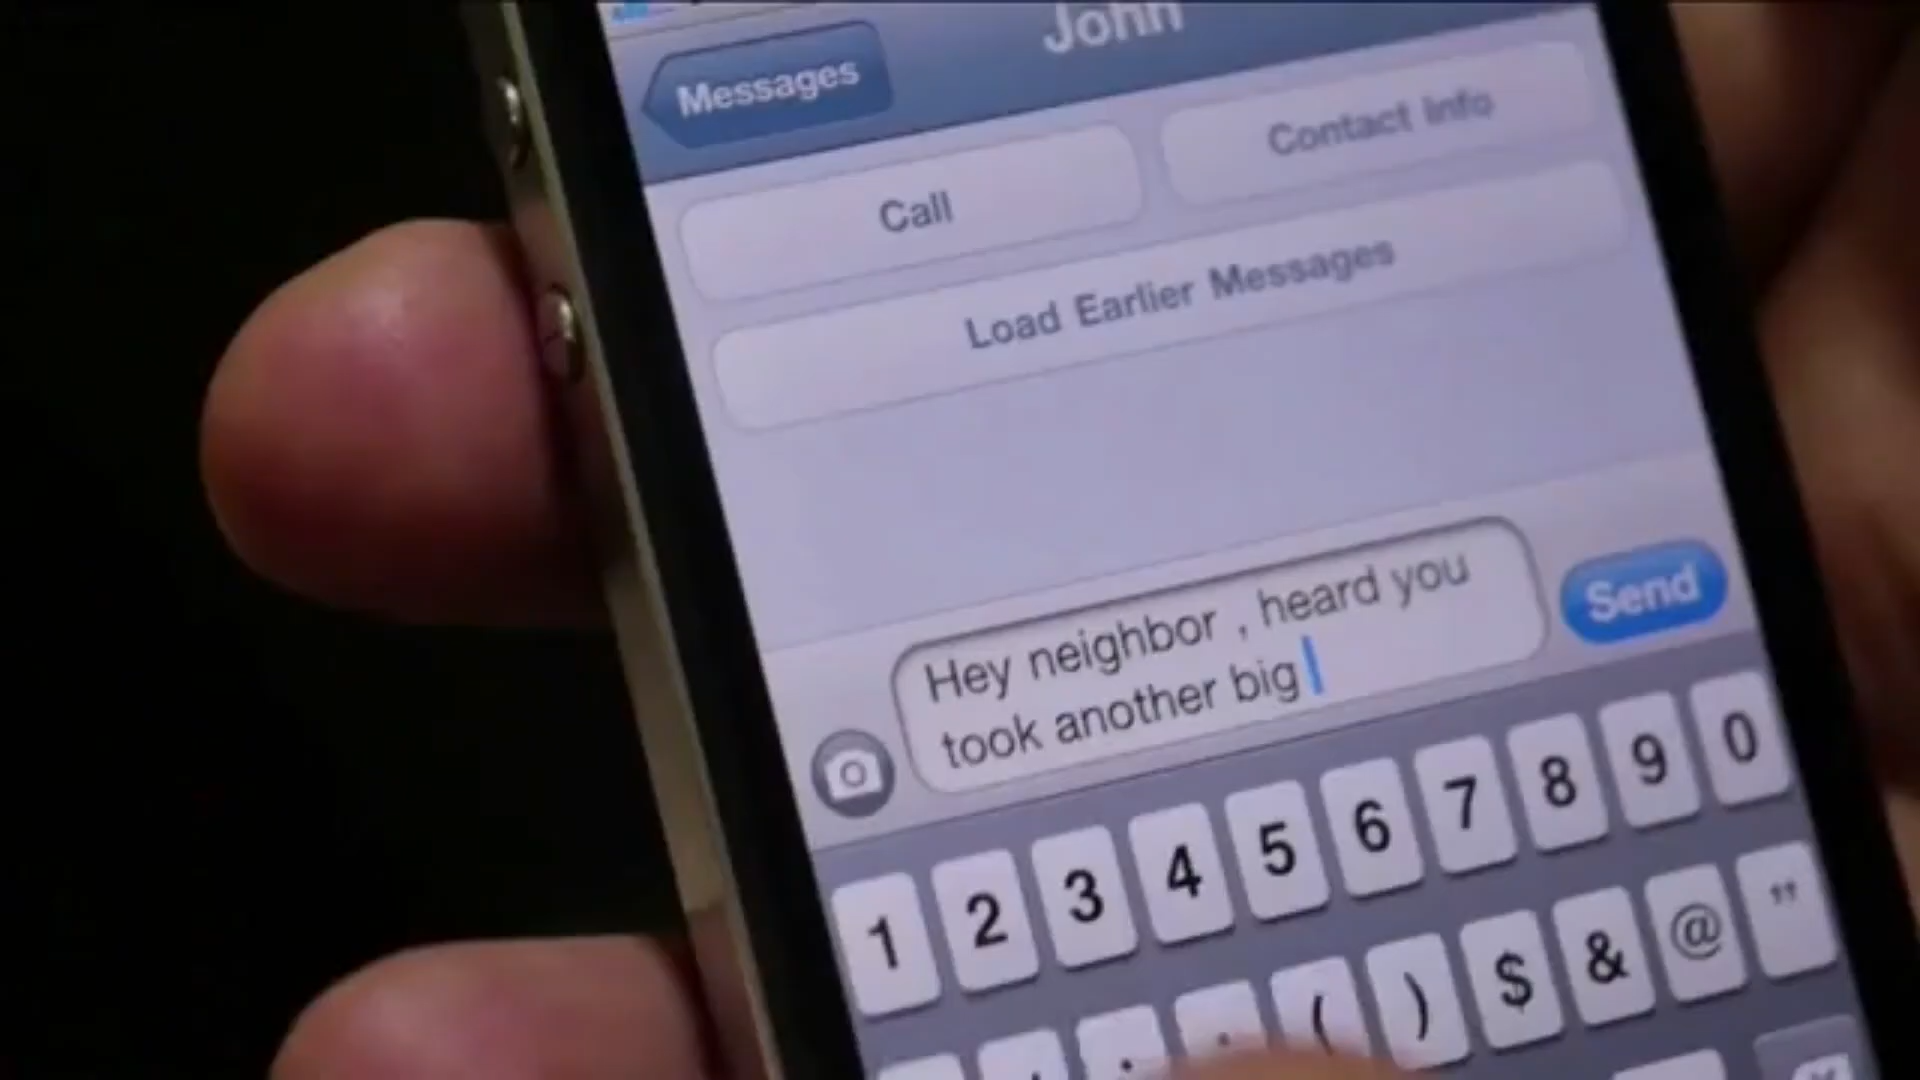 John
Messages
Call
Contact Info
Load Earlier Messages
Hey neighbor , heard you
took another big
Send
1 2 3 4 5 6 7 8 9 0
( ) $ & @ "